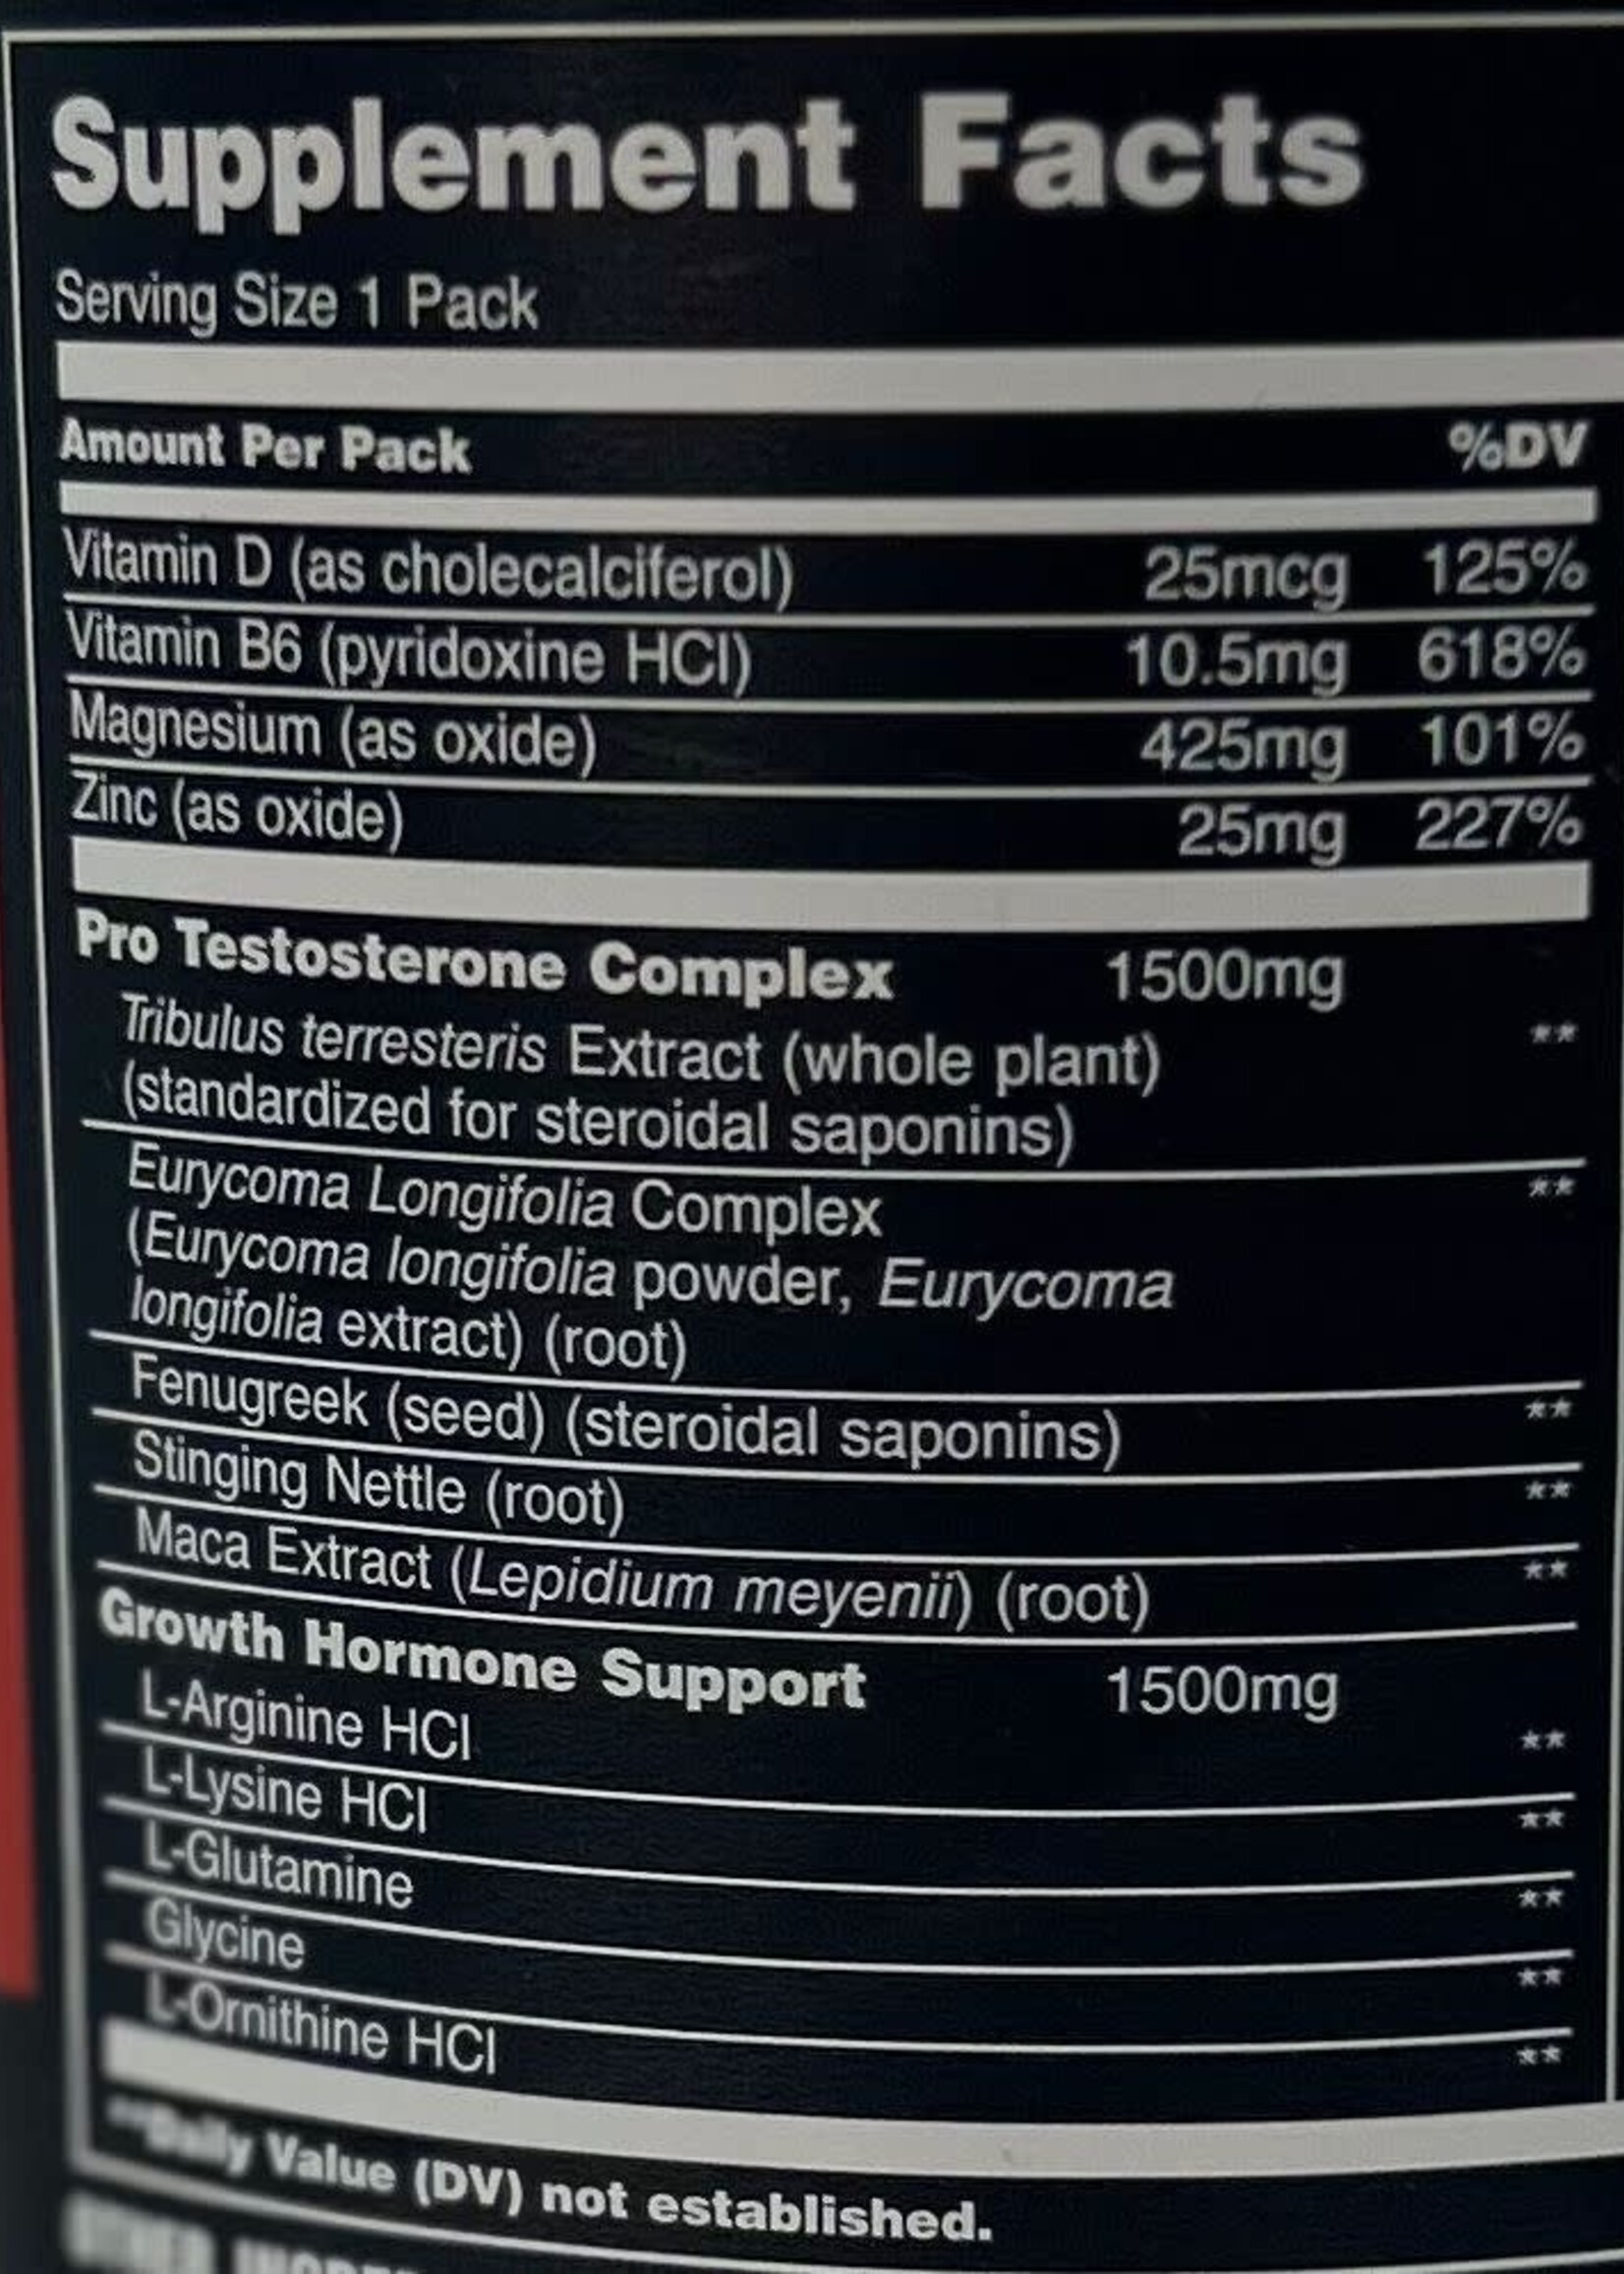 Supplement Facts
Serving Size 1 Pack
Amount Per Pack %DV
Vitamin D (as cholecalciferol) 25mcg 125%
Vitamin B6 (pyridoxine HCl) 10.5mg 618%
Magnesium (as oxide) 425mg 101%
Zinc (as oxide) 25mg 227%
Pro Testosterone Complex 1500mg
Tribulus terresteris Extract (whole plant) **
(standardized for steroidal saponins)
Eurycoma Longifolia Complex **
(Eurycoma longifolia powder, Eurycoma
longifolia extract) (root)
Fenugreek (seed) (steroidal saponins) **
Stinging Nettle (root) **
Maca Extract (Lepidium meyenii) (root) **
Growth Hormone Support 1500mg
L-Arginine HCl **
L-Lysine HCl **
L-Glutamine **
Glycine **
L-Ornithine HCl **
**Daily Value (DV) not established.